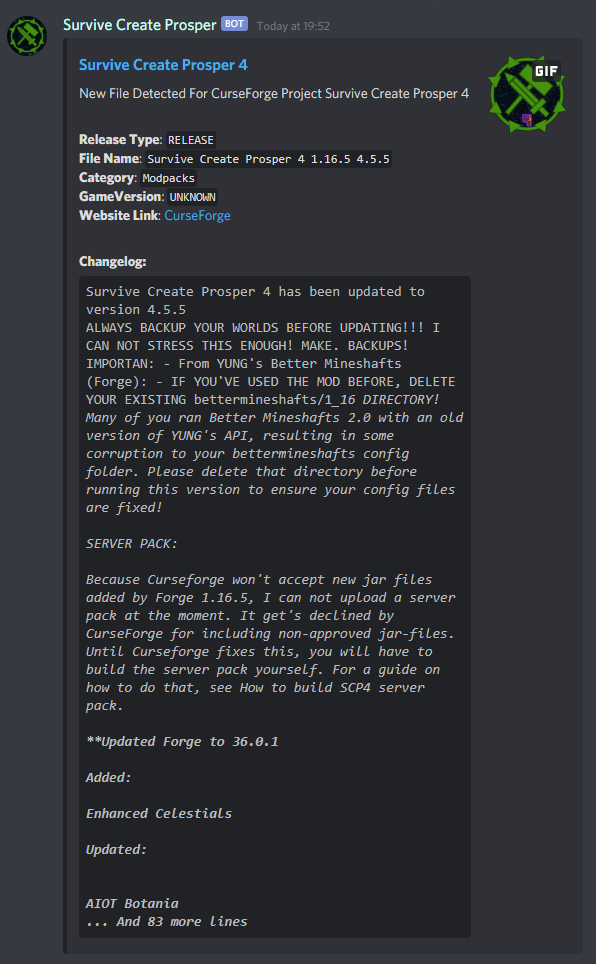 Survive Create Prosper BOT Today at 19:52
Survive Create Prosper 4
GIF
New File Detected For CurseForge Project Survive Create Prosper 4
Release Type: RELEASE
File Name: Survive Create Prosper 4 1.16.5 4.5.5
Category: Modpacks
GameVersion: UNKNOWN
Website Link: CurseForge
Changelog:
Survive Create Prosper 4 has been updated to
version 4.5.5
ALWAYS BACKUP YOUR WORLDS BEFORE UPDATING!!! I
CAN NOT STRESS THIS ENOUGH! MAKE. BACKUPS!
IMPORTAN: - From YUNG's Better Mineshafts
(Forge): - IF YOU'VE USED THE MOD BEFORE, DELETE
YOUR EXISTING bettermineshafts/1_16 DIRECTORY!
Many of you ran Better Mineshafts 2.0 with an old
version of YUNG's API, resulting in some
corruption to your bettermineshafts config
folder. Please delete that directory before
running this version to ensure your config files
are fixed!
SERVER PACK:
Because Curseforge won't accept new jar files
added by Forge 1.16.5, I can not upload a server
pack at the moment. It get's declined by
CurseForge for including non-approved jar-files.
Until Curseforge fixes this, you will have to
build the server pack yourself. For a guide on
how to do that, see How to build SCP4 server
pack.
**Updated Forge to 36.0.1
Added:
Enhanced Celestials
Updated:
AIOT Botania
... And 83 more lines